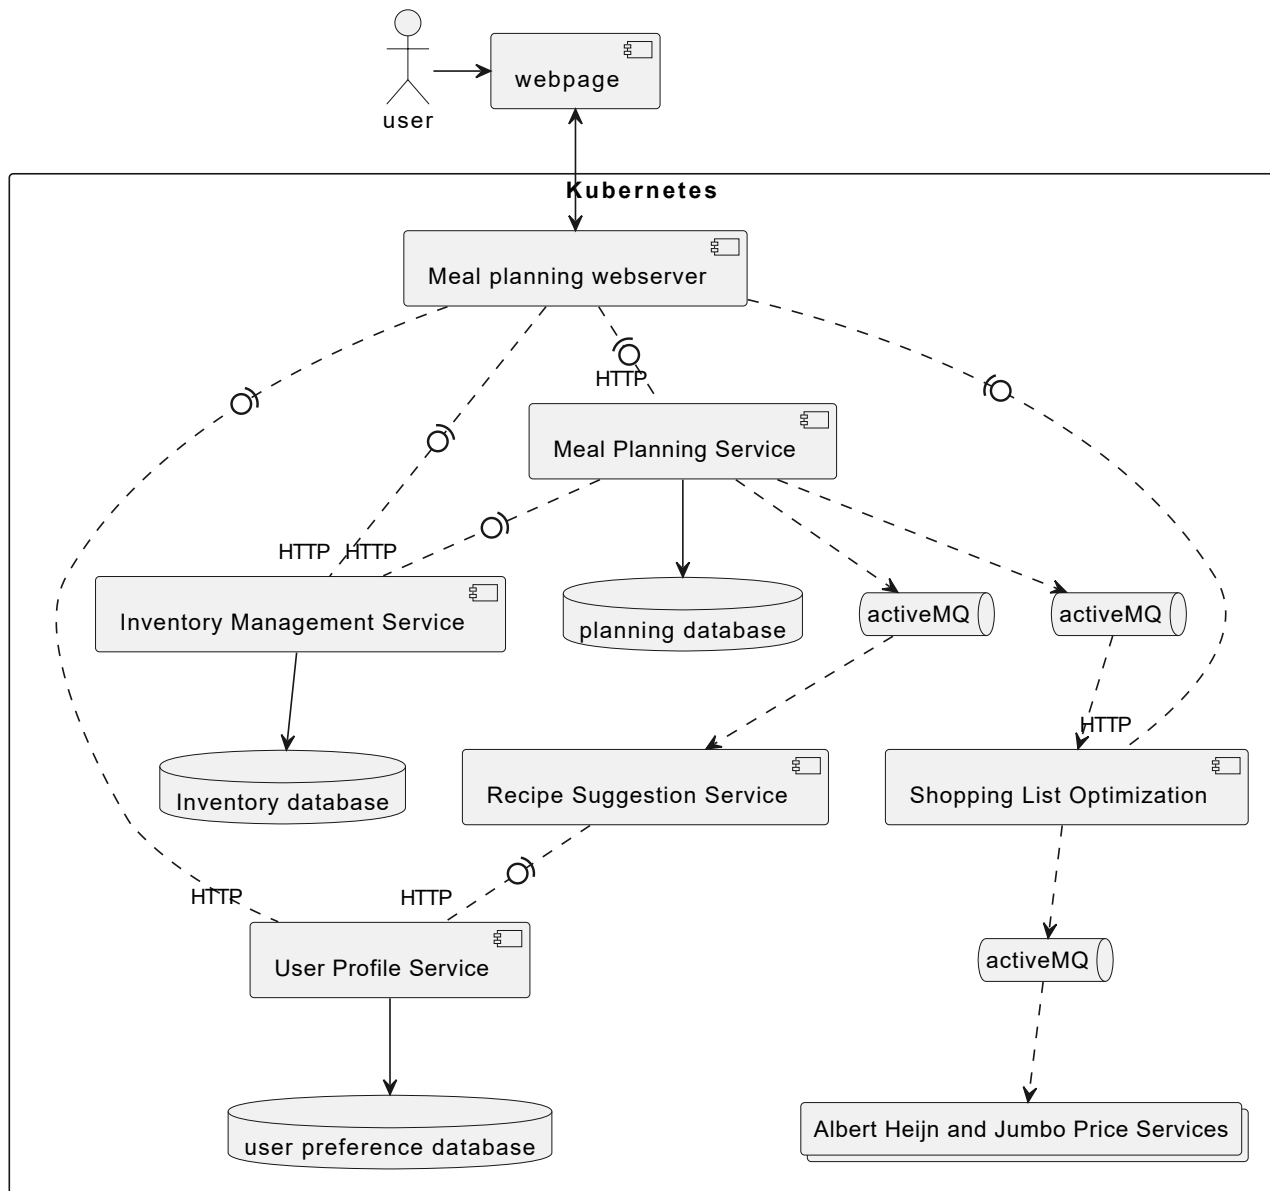 webpage
user
Kubernetes
Meal planning webserver
HTTP
Meal Planning Service
HTTP
HTTP
Inventory Management Service
planning database
activeMQ
activeMQ
HTTP
Inventory database
Recipe Suggestion Service
Shopping List Optimization
HTTP
HTTP
User Profile Service
activeMQ
user preference database
Albert Heijn and Jumbo Price Services